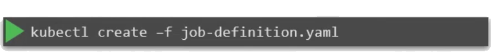 kubectl create –f job-definition.yaml